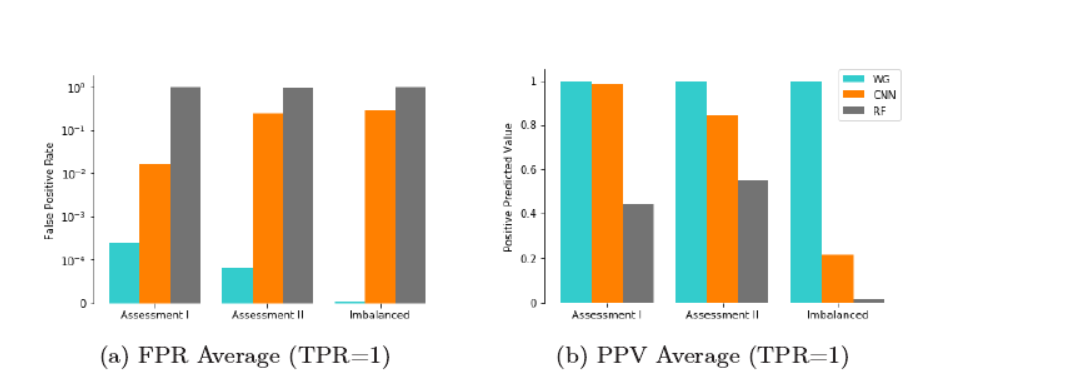 False Positive Rate
10⁰
10⁻¹
10⁻²
10⁻³
10⁻⁴
0
Assessment I
Assessment II
Imbalanced
(a) FPR Average (TPR=1)
Positive Predicted Value
1
0.8
0.6
0.4
0.2
0
Assessment I
Assessment II
Imbalanced
WG
CNN
RF
(b) PPV Average (TPR=1)